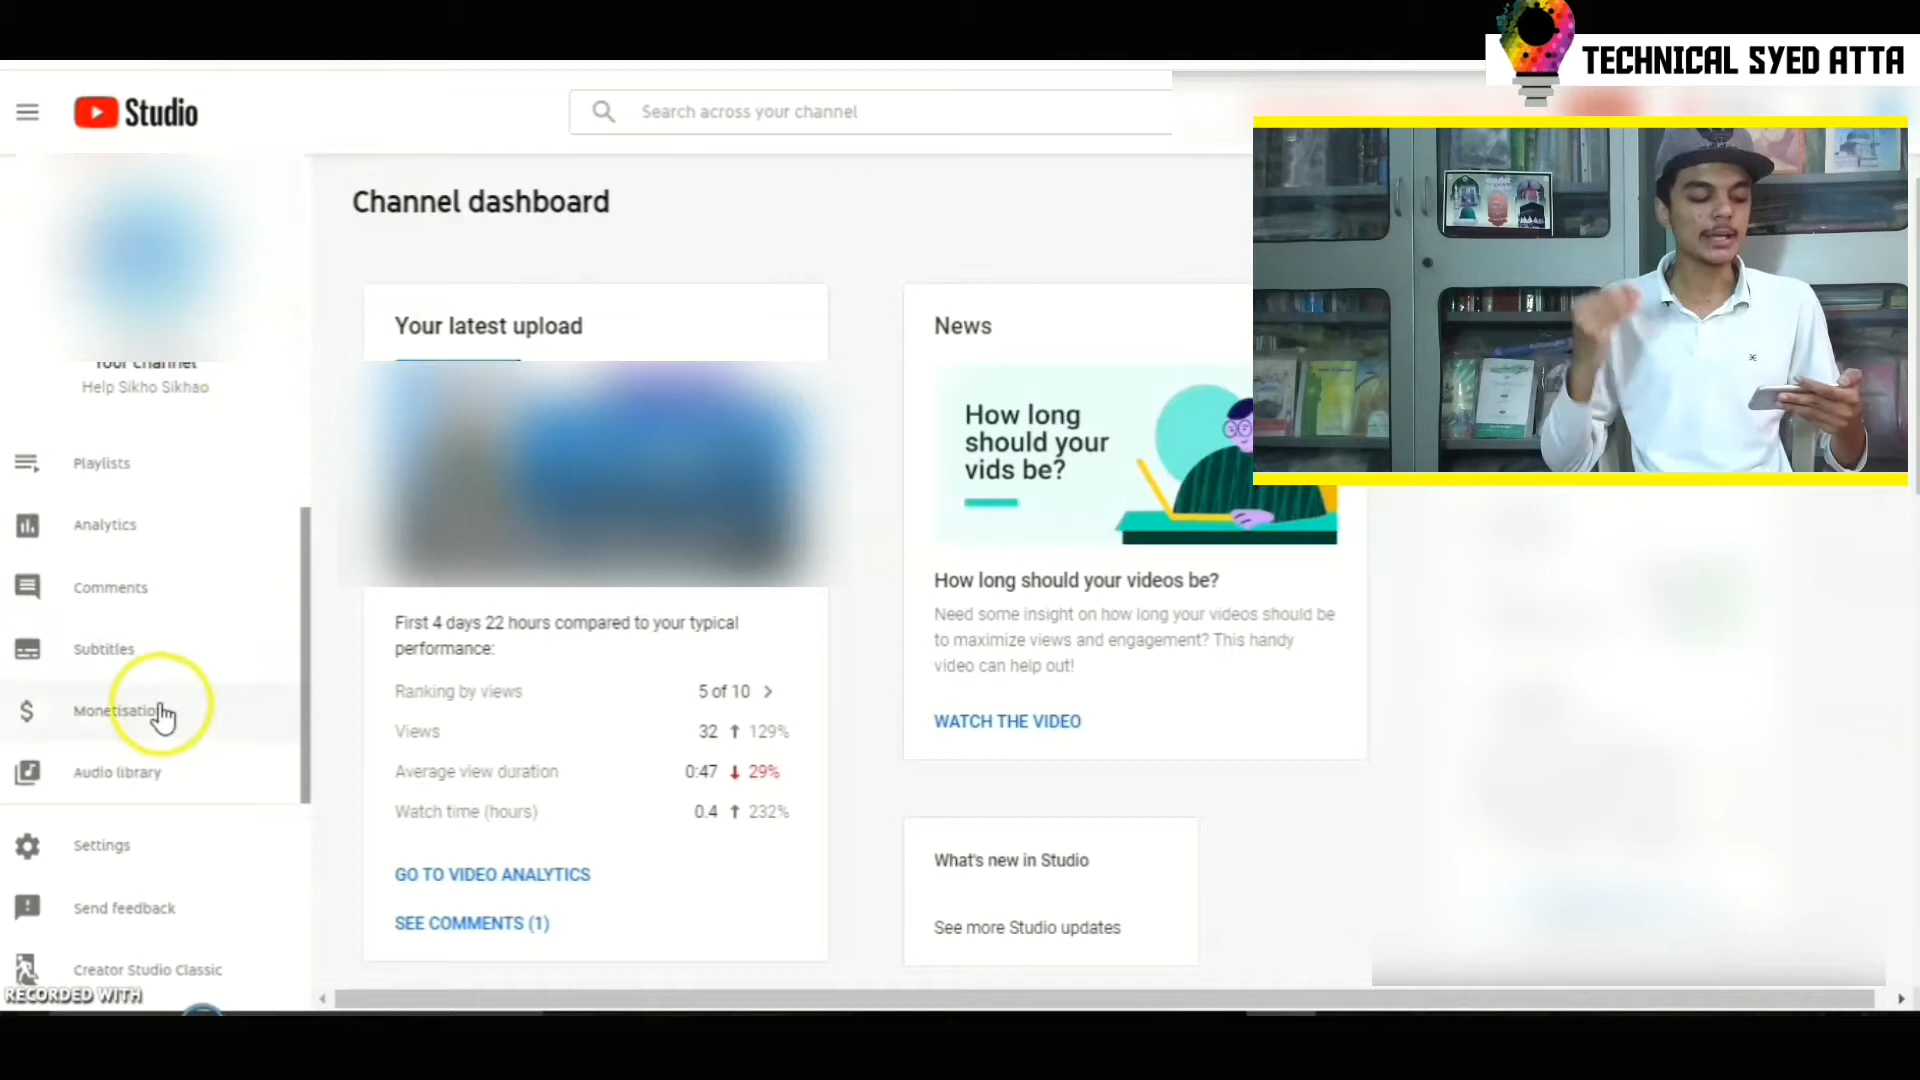 TECHNICAL SYED ATTA
Studio
Search across your channel
Channel dashboard
Your channel
Help Sikho Sikhao
Playlists
Analytics
Comments
Subtitles
Monetisation
Audio library
Settings
Send feedback
Creator Studio Classic
RECORDED WITH
Your latest upload
First 4 days 22 hours compared to your typical
performance:
Ranking by views 5 of 10
Views 32 129%
Average view duration 0:47 29%
Watch time (hours) 0.4 232%
GO TO VIDEO ANALYTICS
SEE COMMENTS (1)
News
How long
should your
vids be?
How long should your videos be?
Need some insight on how long your videos should be
to maximize views and engagement? This handy
video can help out!
WATCH THE VIDEO
What's new in Studio
See more Studio updates